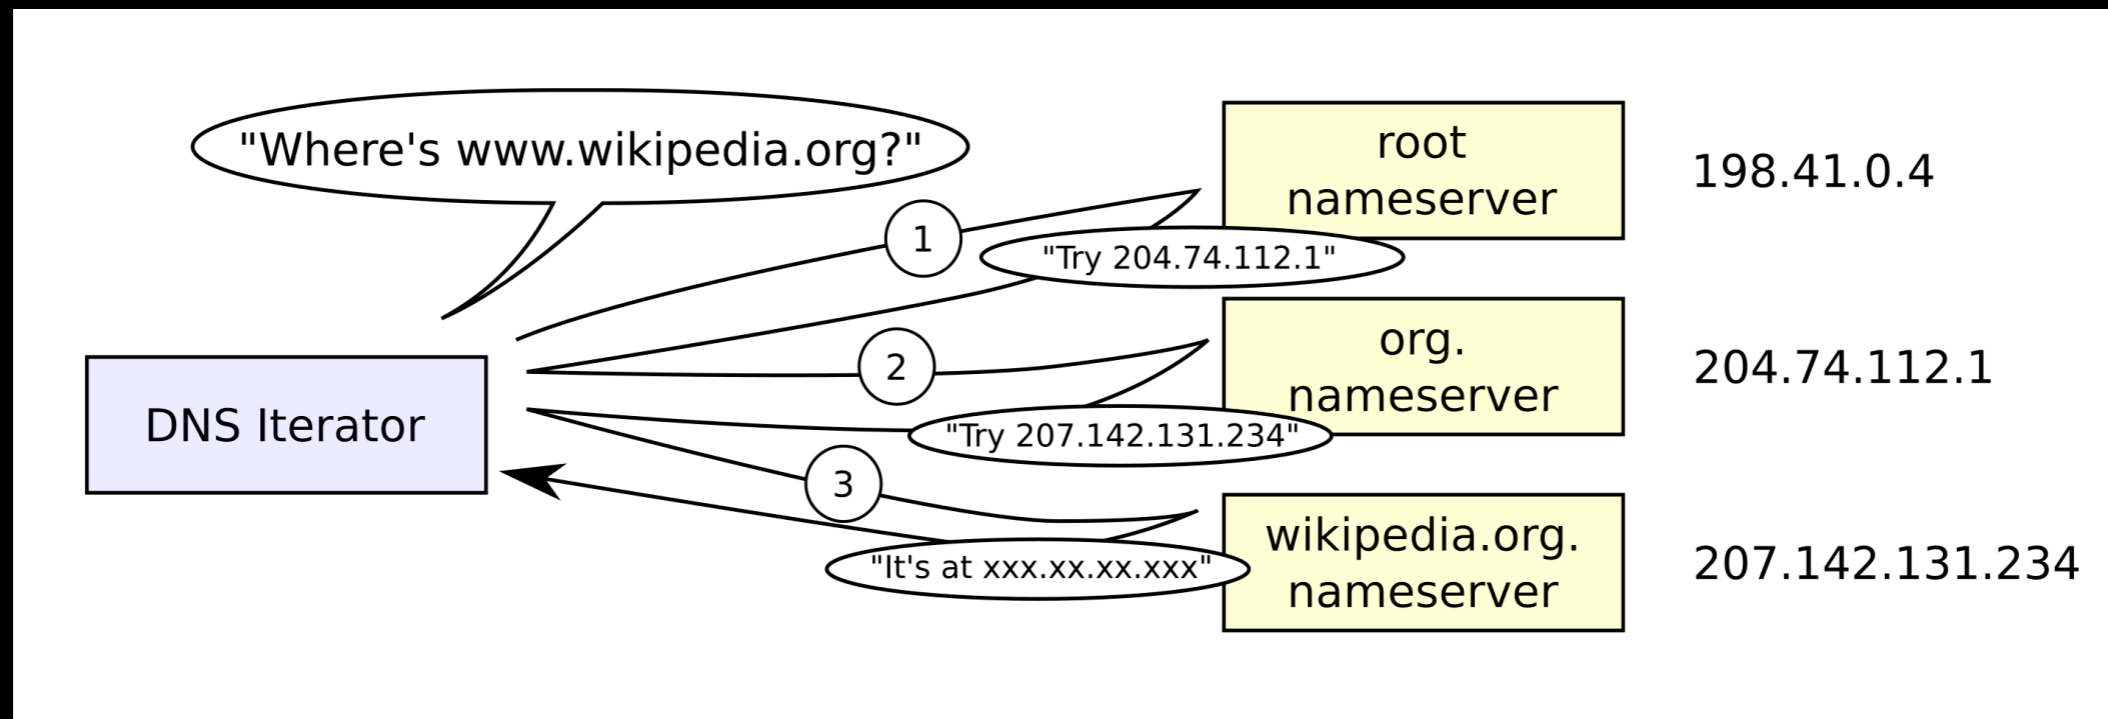 "Where's www.wikipedia.org?"
root
nameserver
198.41.0.4
1
"Try 204.74.112.1"
org.
nameserver
204.74.112.1
2
"Try 207.142.131.234"
DNS Iterator
3
wikipedia.org.
nameserver
207.142.131.234
"It's at xxx.xx.xx.xxx"